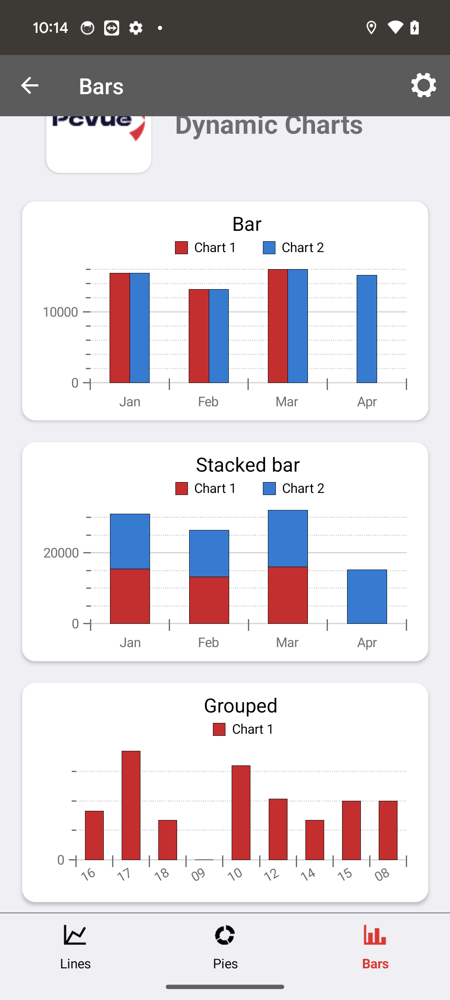 10:14
Bars
PcVue
Dynamic Charts
Bar
Chart 1 Chart 2
10000
0
Jan Feb Mar Apr
Stacked bar
Chart 1 Chart 2
20000
0
Jan Feb Mar Apr
Grouped
Chart 1
0
16 17 18 09 10 12 14 15 08
Lines Pies Bars